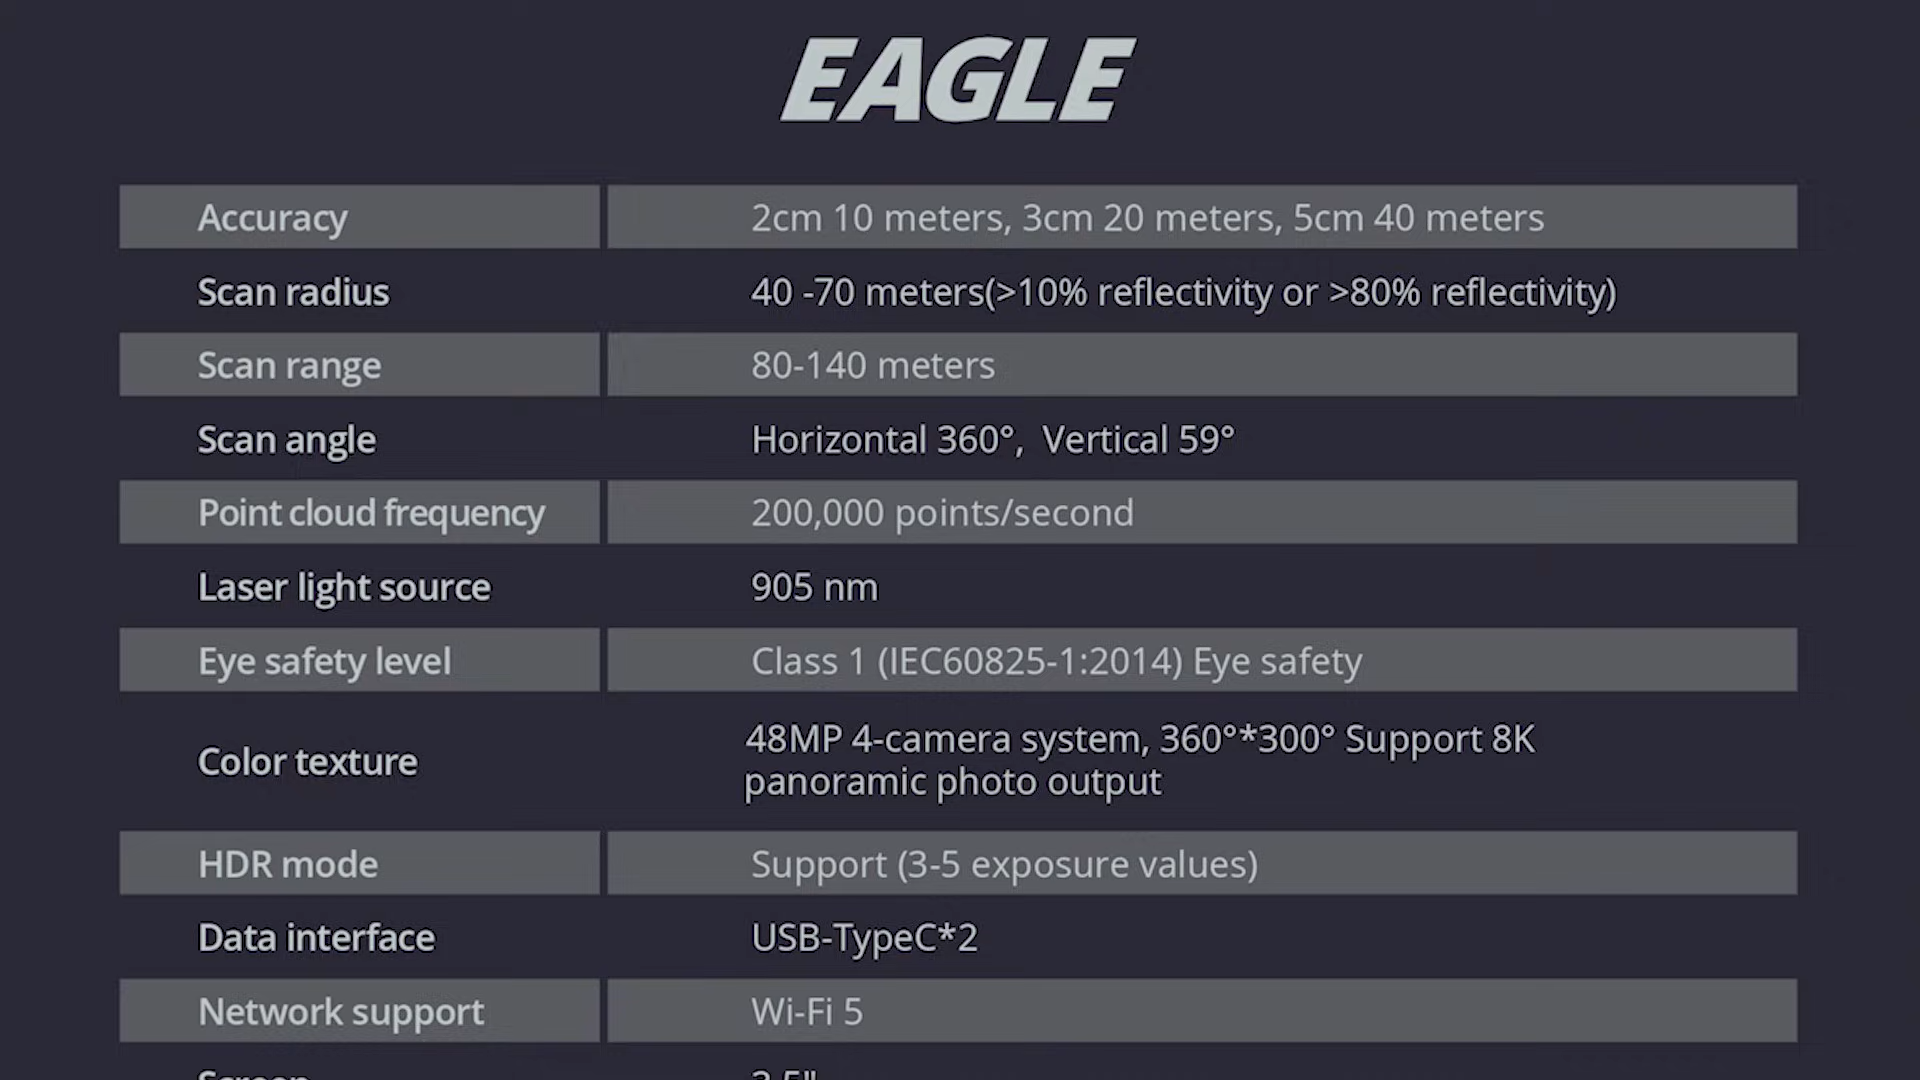 EAGLE
Accuracy 2cm 10 meters, 3cm 20 meters, 5cm 40 meters
Scan radius 40 -70 meters(>10% reflectivity or >80% reflectivity)
Scan range 80-140 meters
Scan angle Horizontal 360°, Vertical 59°
Point cloud frequency 200,000 points/second
Laser light source 905 nm
Eye safety level Class 1 (IEC60825-1:2014) Eye safety
Color texture 48MP 4-camera system, 360°*300° Support 8K
panoramic photo output
HDR mode Support (3-5 exposure values)
Data interface USB-TypeC*2
Network support Wi-Fi 5
Screen 3.5"